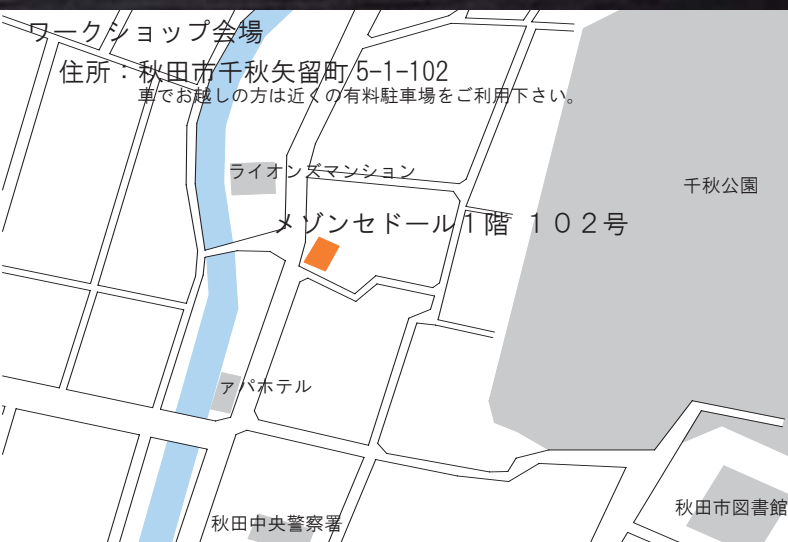 ワークショップ会場
住所：秋田市千秋矢留町 5-1-102
車でお越しの方は近くの有料駐車場をご利用下さい。
ライオンズマンション
千秋公園
メゾンセドール1階 １０２号
アパホテル
秋田市図書館
秋田中央警察署